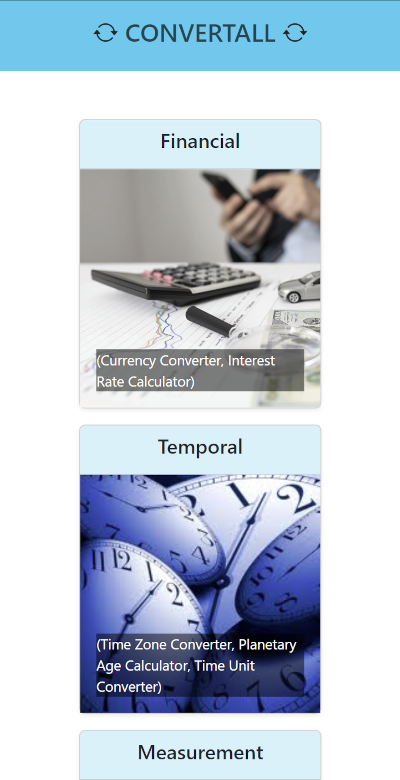 CONVERTALL
Financial
(Currency Converter, Interest
Rate Calculator)
Temporal
(Time Zone Converter, Planetary
Age Calculator, Time Unit
Converter)
Measurement